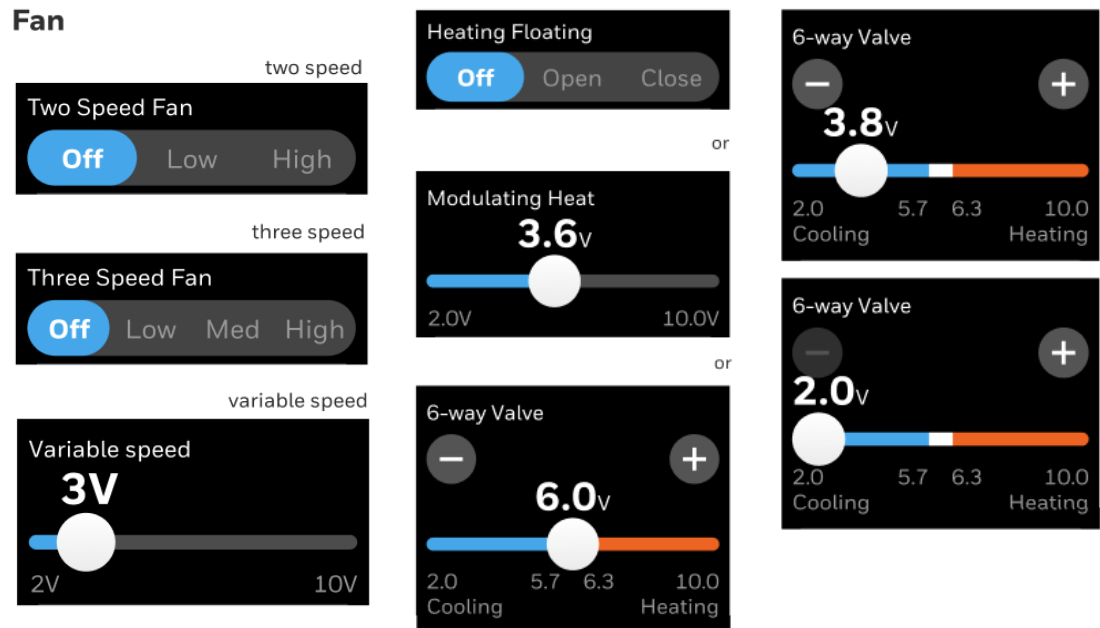 Fan
two speed
Two Speed Fan
Off Low High
three speed
Three Speed Fan
Off Low Med High
variable speed
Variable speed
3V
2V 10V
Heating Floating
Off Open Close
or
Modulating Heat
3.6V
2.0V 10.0V
or
6-way Valve
− +
6.0V
2.0 5.7 6.3 10.0
Cooling Heating
6-way Valve
− +
3.8V
2.0 5.7 6.3 10.0
Cooling Heating
6-way Valve
− +
2.0V
2.0 5.7 6.3 10.0
Cooling Heating